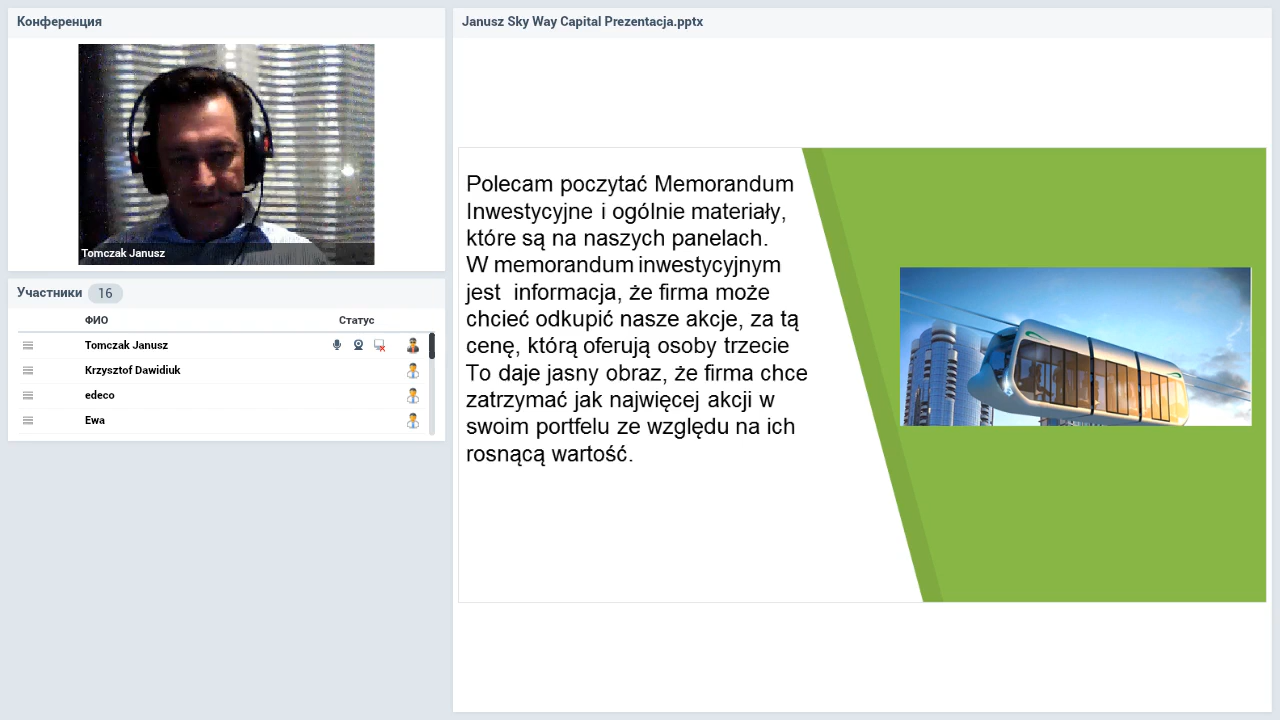 Конференция
Tomczak Janusz
Участники 16
ФИО Статус
Tomczak Janusz
Krzysztof Dawidiuk
edeco
Ewa
Janusz Sky Way Capital Prezentacja.pptx
Polecam poczytać Memorandum
Inwestycyjne i ogólnie materiały,
które są na naszych panelach.
W memorandum inwestycyjnym
jest informacja, że firma może
chcieć odkupić nasze akcje, za tą
cenę, którą oferują osoby trzecie
To daje jasny obraz, że firma chce
zatrzymać jak najwięcej akcji w
swoim portfelu ze względu na ich
rosnącą wartość.